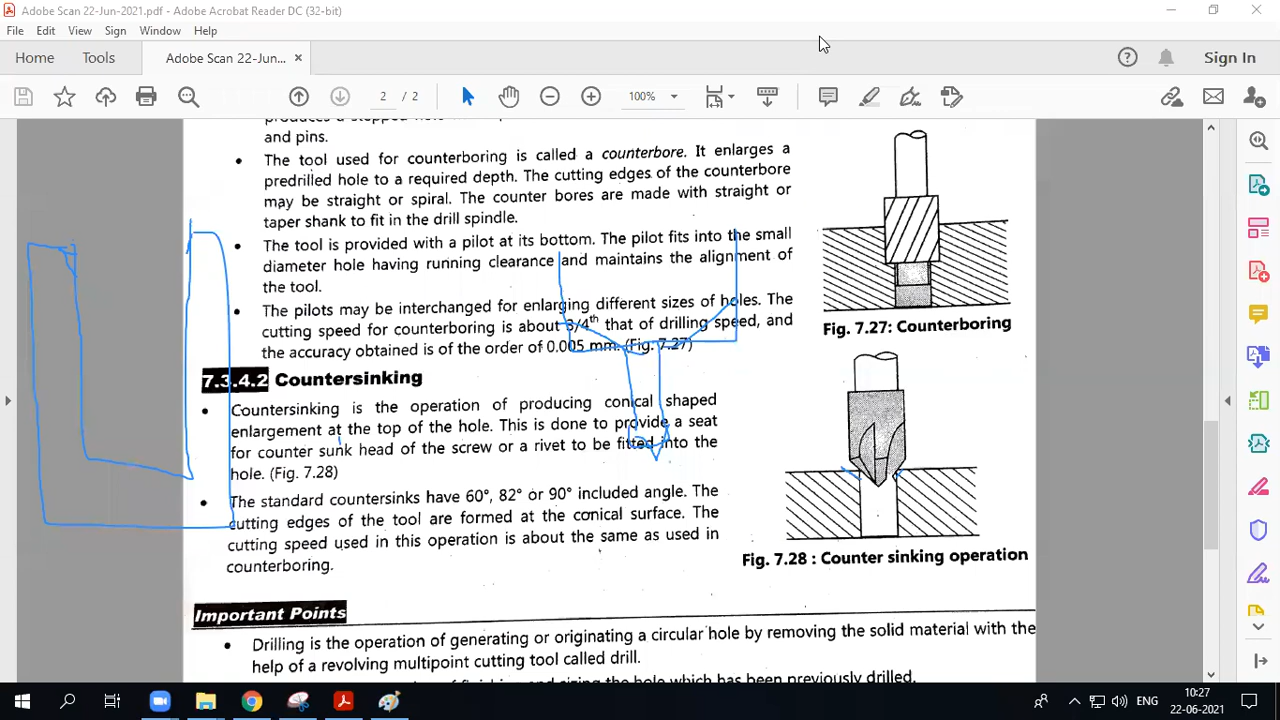 Adobe Scan 22-Jun-2021.pdf - Adobe Acrobat Reader DC (32-bit)
File Edit View Sign Window Help
Home Tools Adobe Scan 22-Jun... × Sign In
2 / 2 100%
and pins.
• The tool used for counterboring is called a counterbore. It enlarges a
predrilled hole to a required depth. The cutting edges of the counterbore
may be straight or spiral. The counter bores are made with straight or
taper shank to fit in the drill spindle.
• The tool is provided with a pilot at its bottom. The pilot fits into the small
diameter hole having running clearance and maintains the alignment of
the tool.
• The pilots may be interchanged for enlarging different sizes of holes. The
cutting speed for counterboring is about 3/4th that of drilling speed, and
the accuracy obtained is of the order of 0.005 mm. (Fig. 7.27)
Fig. 7.27: Counterboring
7.3.4.2 Countersinking
• Countersinking is the operation of producing conical shaped
enlargement at the top of the hole. This is done to provide a seat
for counter sunk head of the screw or a rivet to be fitted into the
hole. (Fig. 7.28)
• The standard countersinks have 60°, 82° or 90° included angle. The
cutting edges of the tool are formed at the conical surface. The
cutting speed used in this operation is about the same as used in
counterboring.
Fig. 7.28 : Counter sinking operation
Important Points
• Drilling is the operation of generating or originating a circular hole by removing the solid material with the
help of a revolving multipoint cutting tool called drill.
the hole which has been previously drilled.
ENG
10:27
22-06-2021